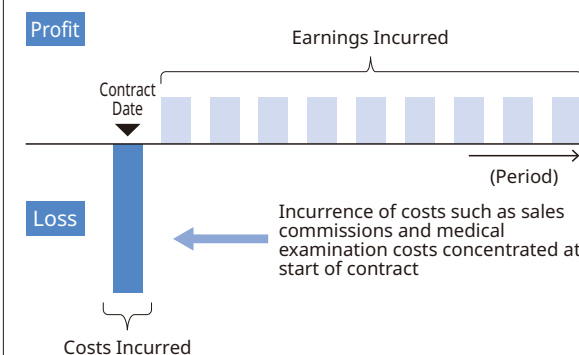 Profit
Earnings Incurred
Contract
Date
(Period)
Loss
Incurrence of costs such as sales
commissions and medical
examination costs concentrated at
start of contract
Costs Incurred